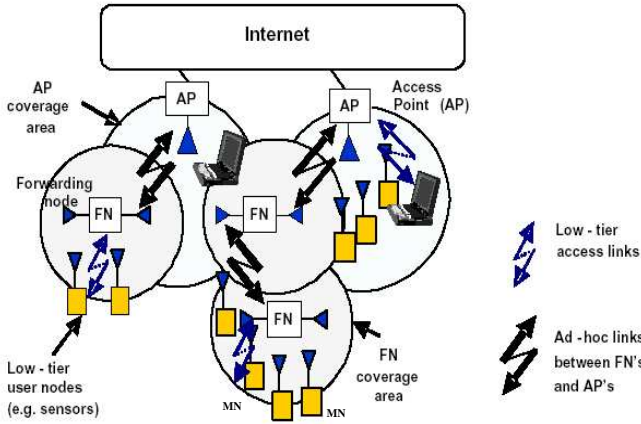 Internet
AP
coverage
area
AP
AP
Access
Point (AP)
Forwarding
node
FN
FN
FN
Low - tier
access links
Low - tier
user nodes
(e.g. sensors)
MN
MN
FN
coverage
area
Ad -hoc links
between FN's
and AP's